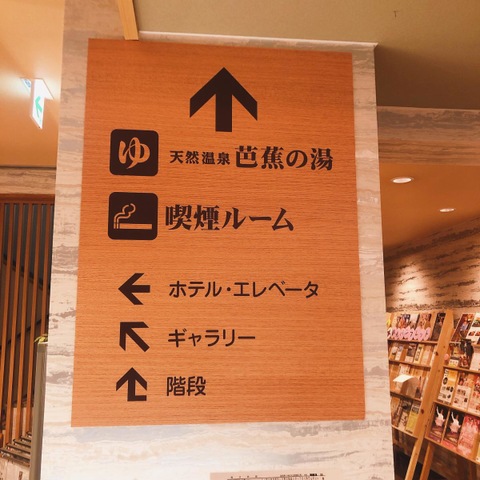 ゆ 天然温泉 芭蕉の湯
喫煙ルーム
ホテル・エレベータ
ギャラリー
階段